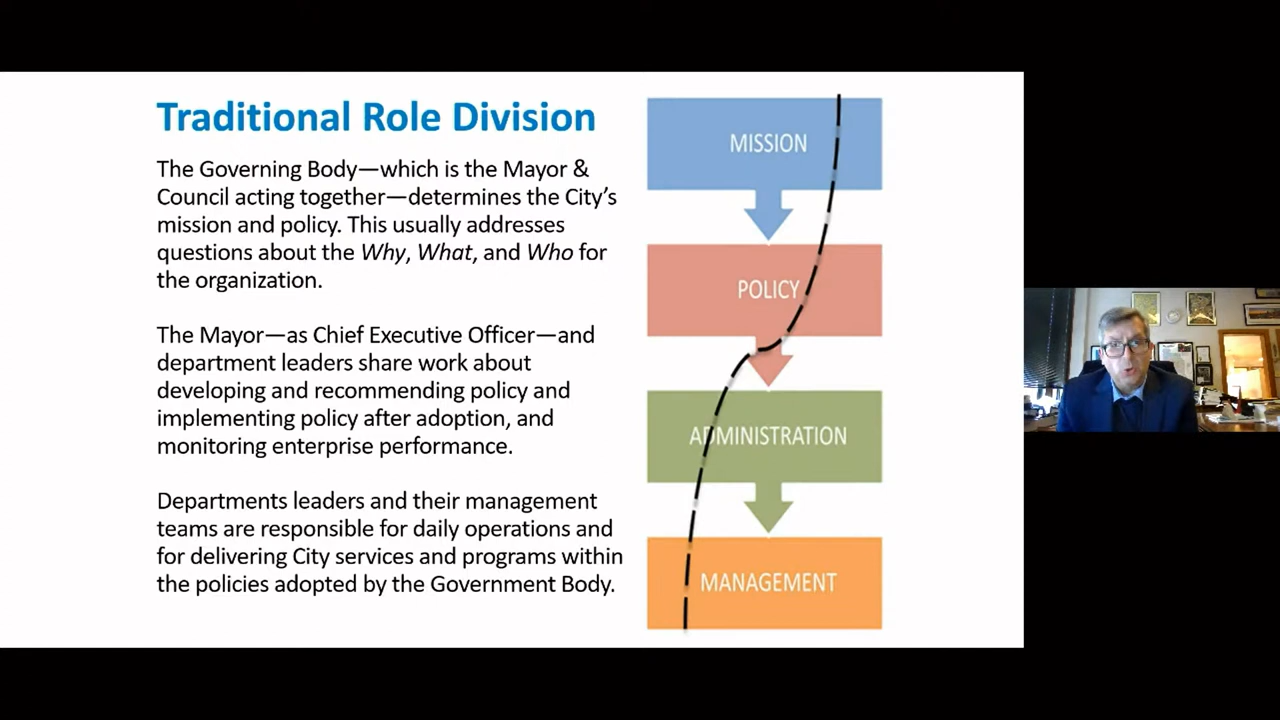 Traditional Role Division
The Governing Body—which is the Mayor &
Council acting together—determines the City's
mission and policy. This usually addresses
questions about the Why, What, and Who for
the organization.
The Mayor—as Chief Executive Officer—and
department leaders share work about
developing and recommending policy and
implementing policy after adoption, and
monitoring enterprise performance.
Departments leaders and their management
teams are responsible for daily operations and
for delivering City services and programs within
the policies adopted by the Government Body.
MISSION
POLICY
ADMINISTRATION
MANAGEMENT